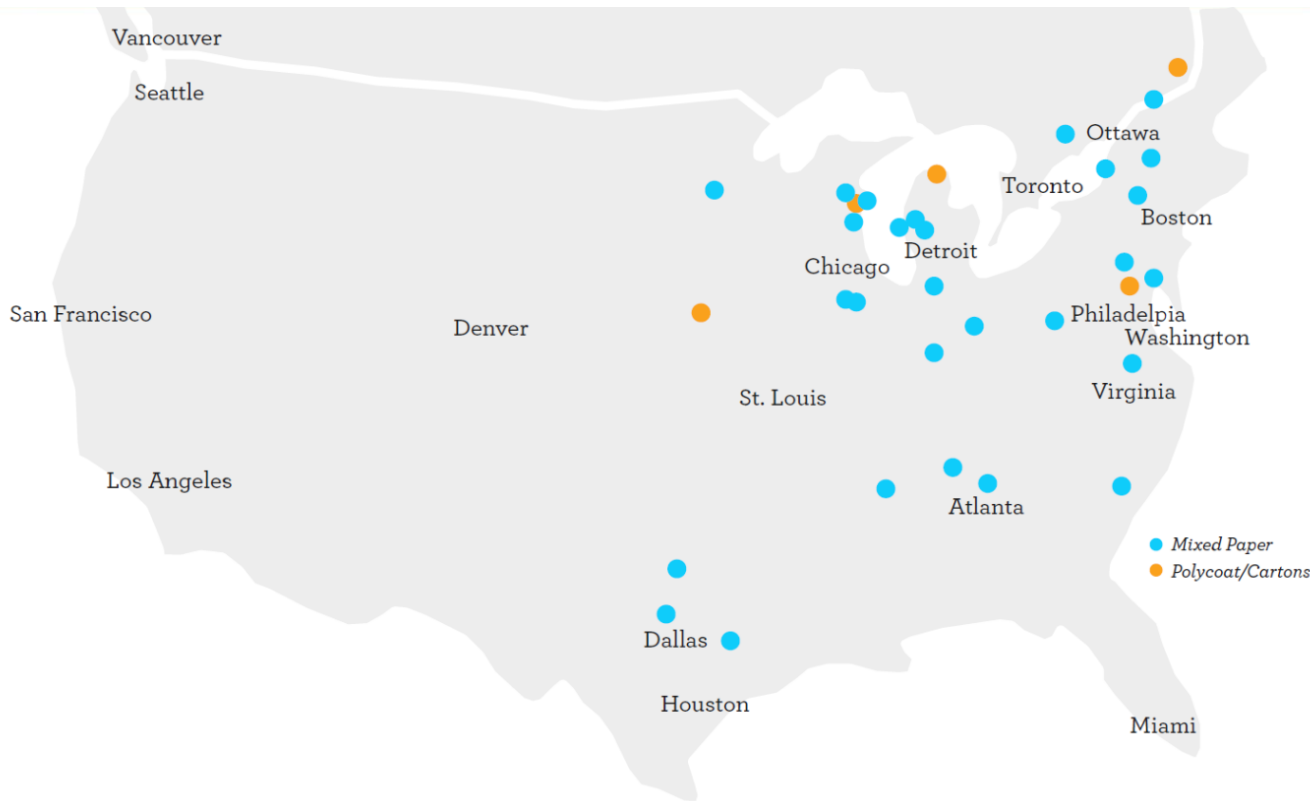 Vancouver
Seattle
Ottawa
Toronto
Boston
Detroit
Chicago
San Francisco
Denver
Philadelpia
Washington
St. Louis
Virginia
Los Angeles
Atlanta
Mixed Paper
Polycoat/Cartons
Dallas
Houston
Miami